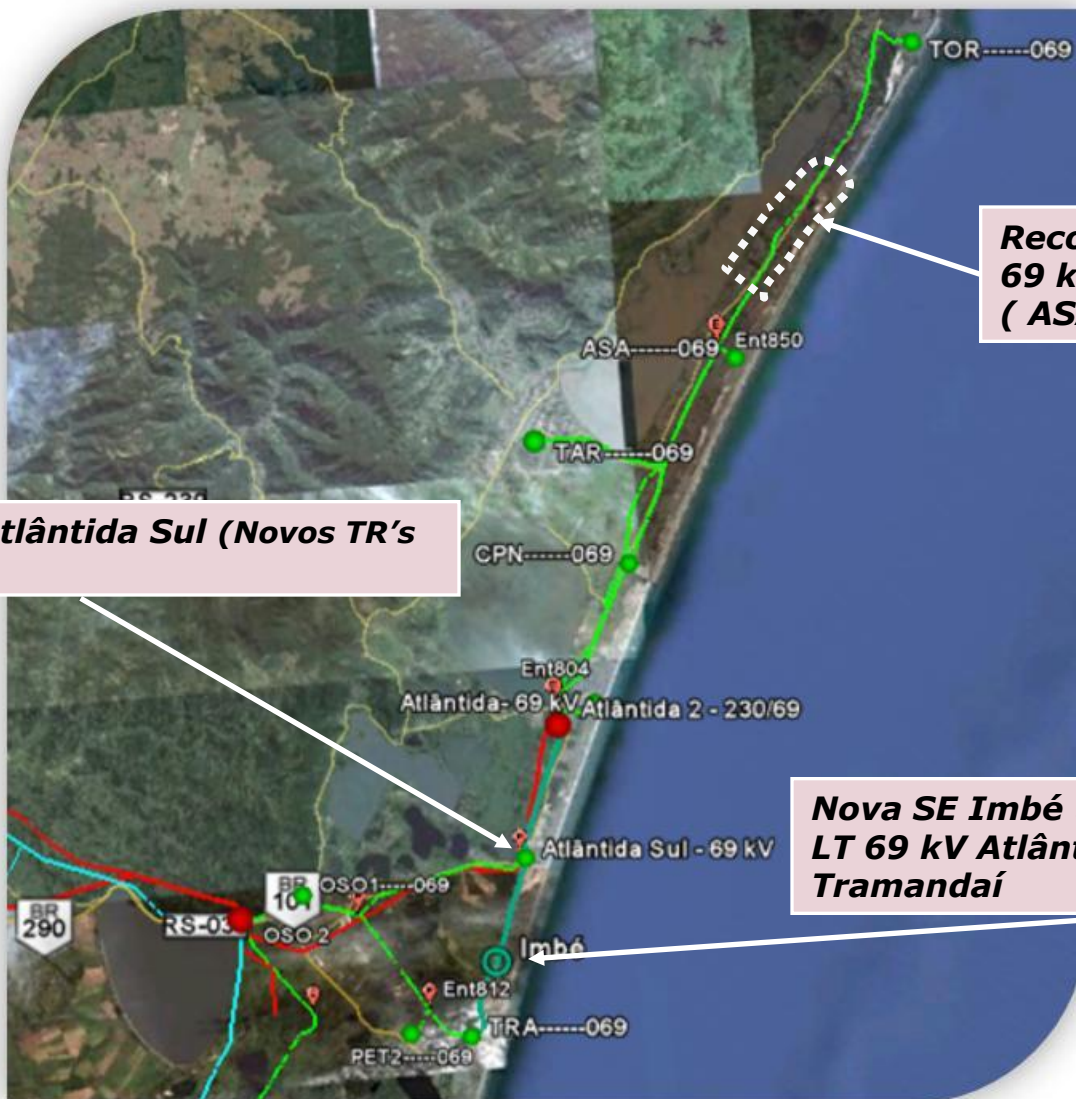 TOR------069
Reco
69 k
( AS
ASA------069
Ent850
TAR------069
RS-230
tlântida Sul (Novos TR’s
CPN------069
Ent804
Atlântida- 69 kV
Atlântida 2 - 230/69
Nova SE Imbé
LT 69 kV Atlânt
Tramandaí
Atlântida Sul - 69 kV
BR
101
OSO1-----069
BR
290
RS-03
OSO 2
Imbé
Ent812
TRA------069
PET2-----069